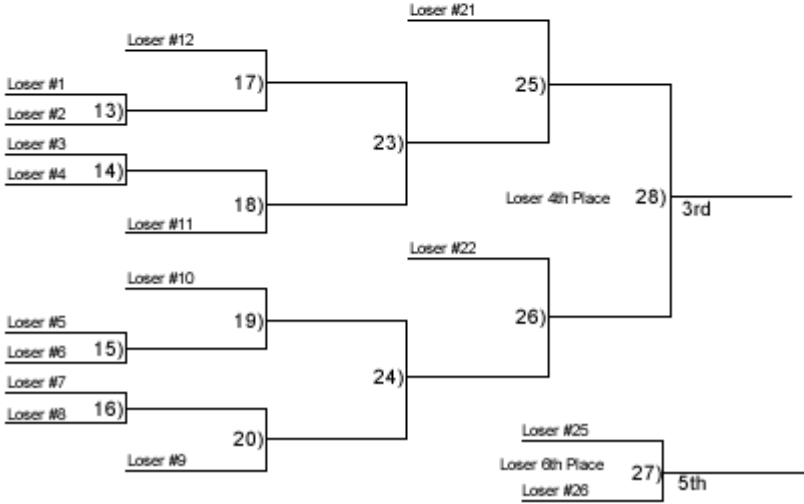 Loser #21
Loser #12
17)
25)
Loser #1
13)
Loser #2
23)
Loser #3
14)
Loser #4
18)
Loser #11
Loser 4th Place
28)
3rd
Loser #22
Loser #10
19)
26)
Loser #5
15)
Loser #6
24)
Loser #7
16)
Loser #8
20)
Loser #9
Loser #25
Loser 6th Place
27)
5th
Loser #26